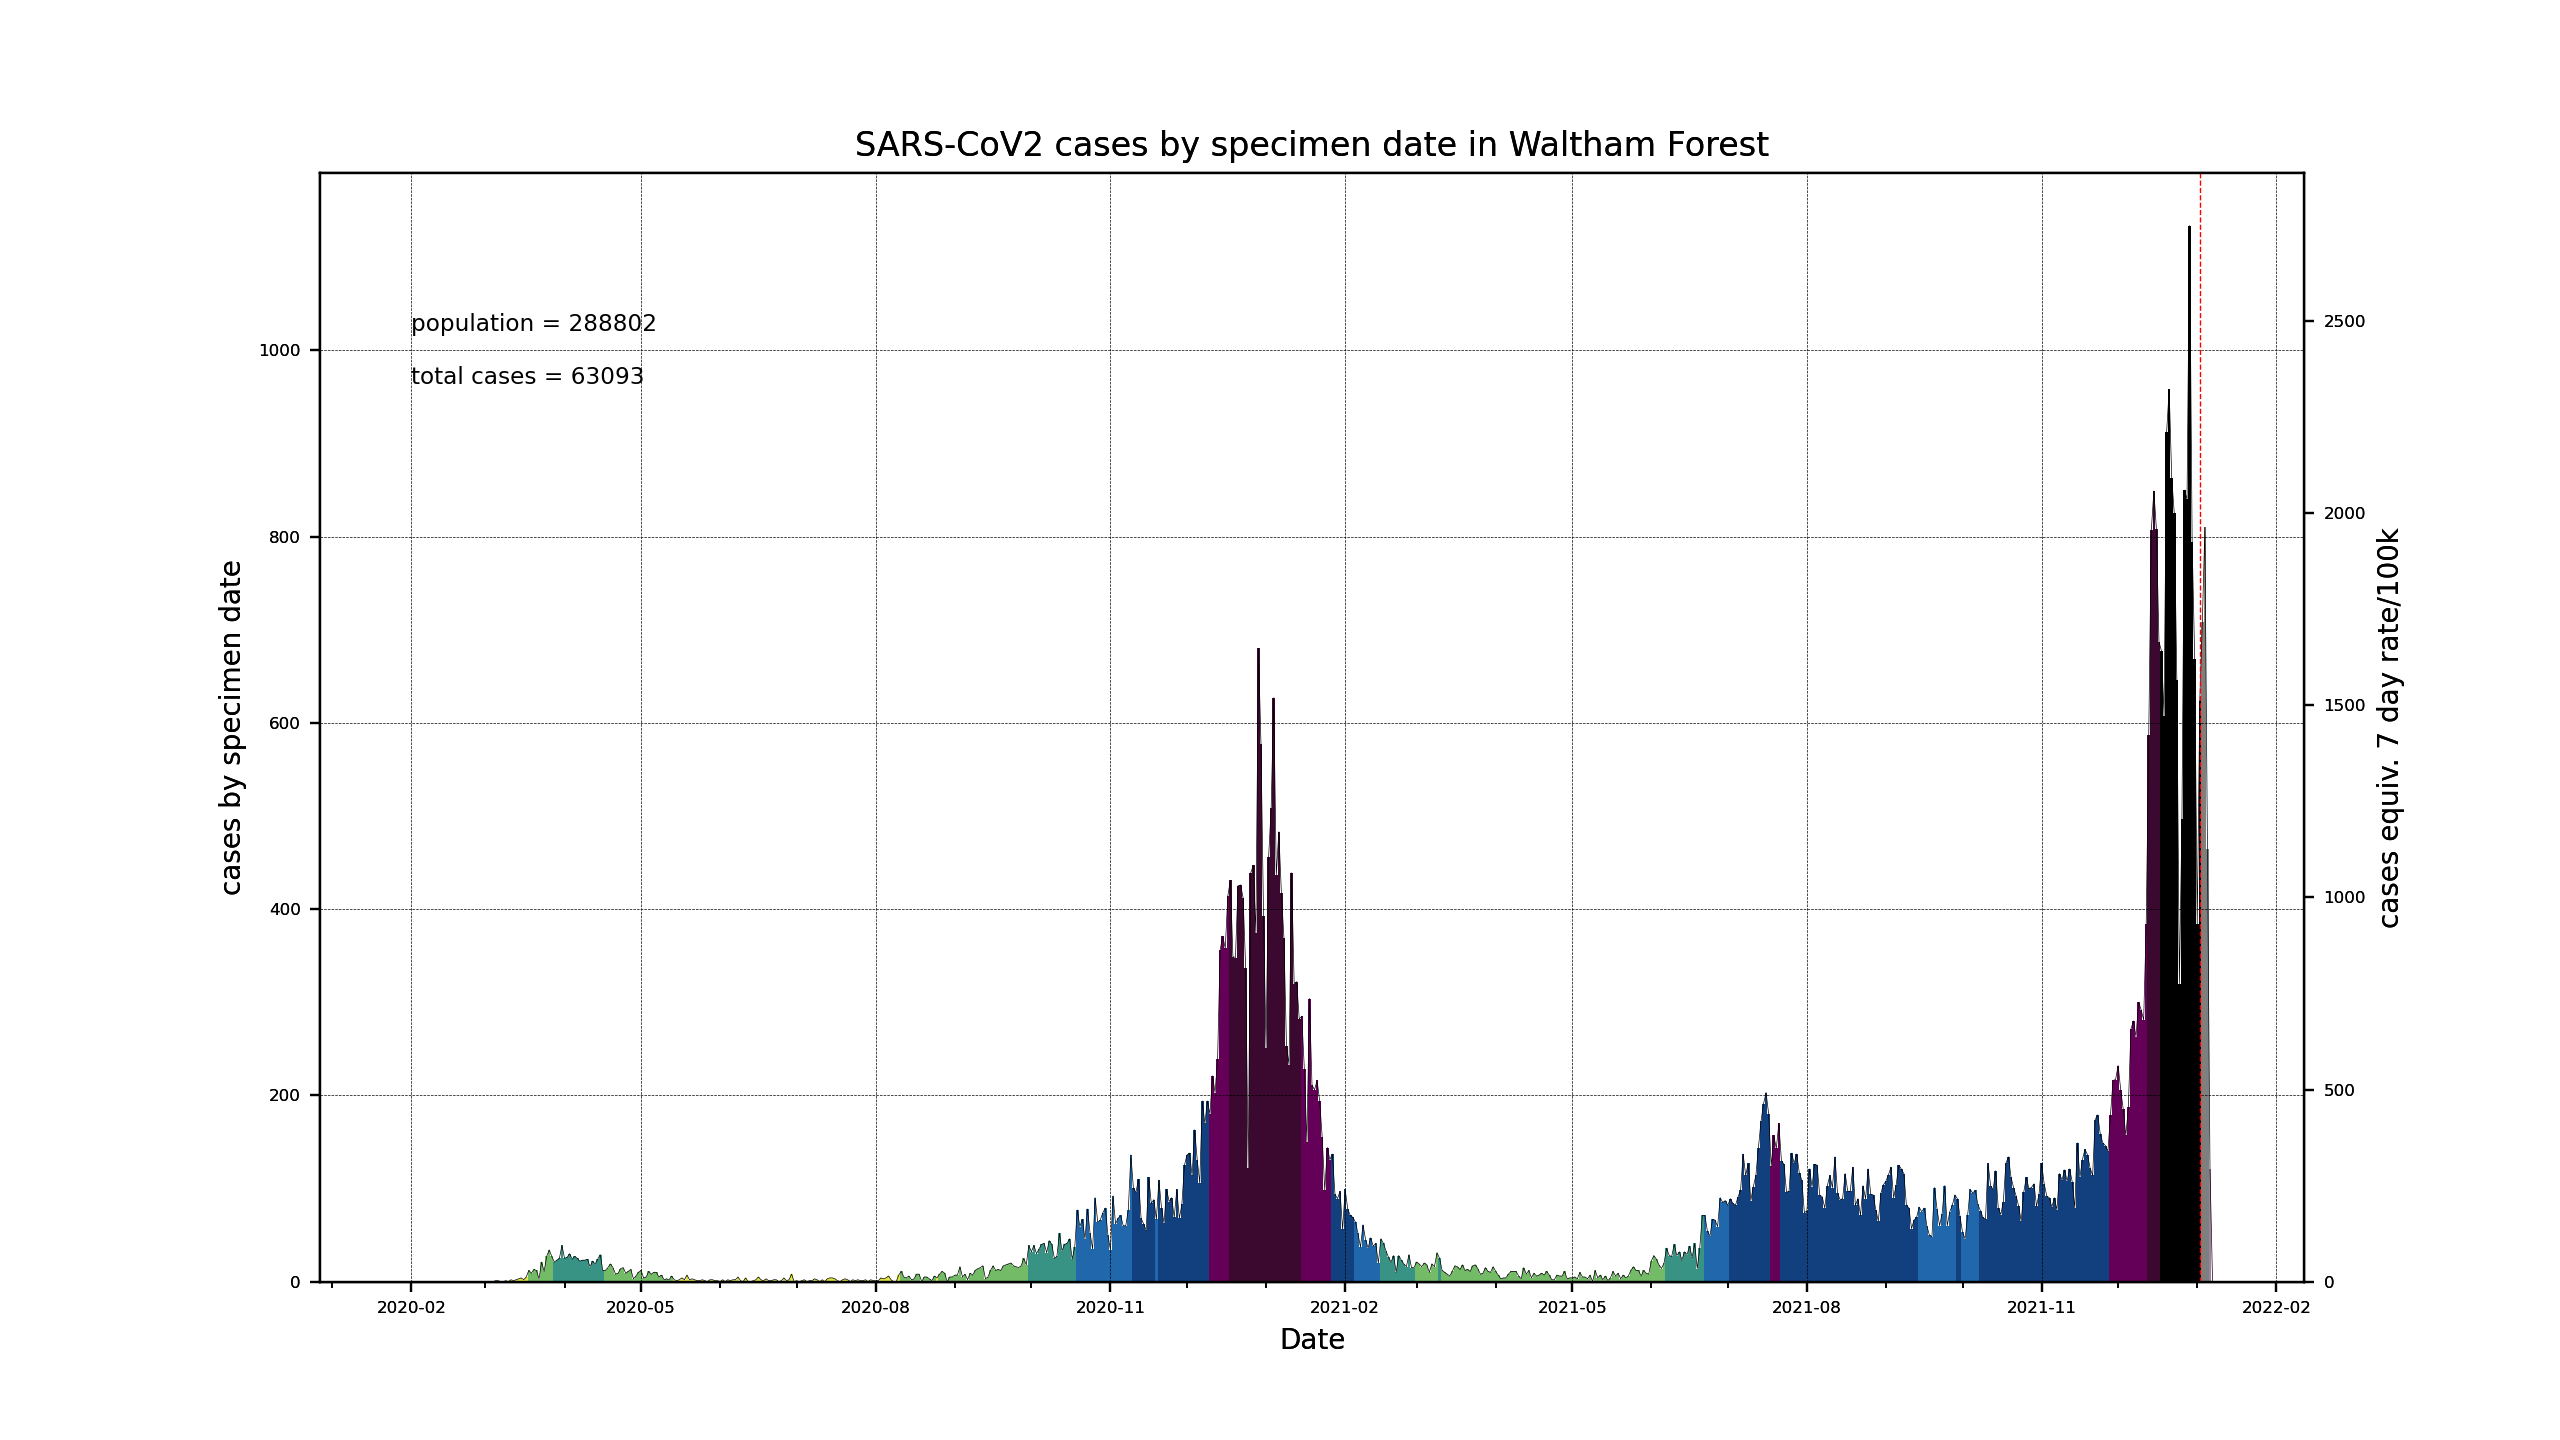 SARS-CoV2 cases by specimen date in Waltham Forest
population = 288802
total cases = 63093
cases by specimen date
1000
800
600
400
200
0
2500
2000
1500
1000
500
0
cases equiv. 7 day rate/100k
2020-02 2020-05 2020-08 2020-11 2021-02 2021-05 2021-08 2021-11 2022-02
Date